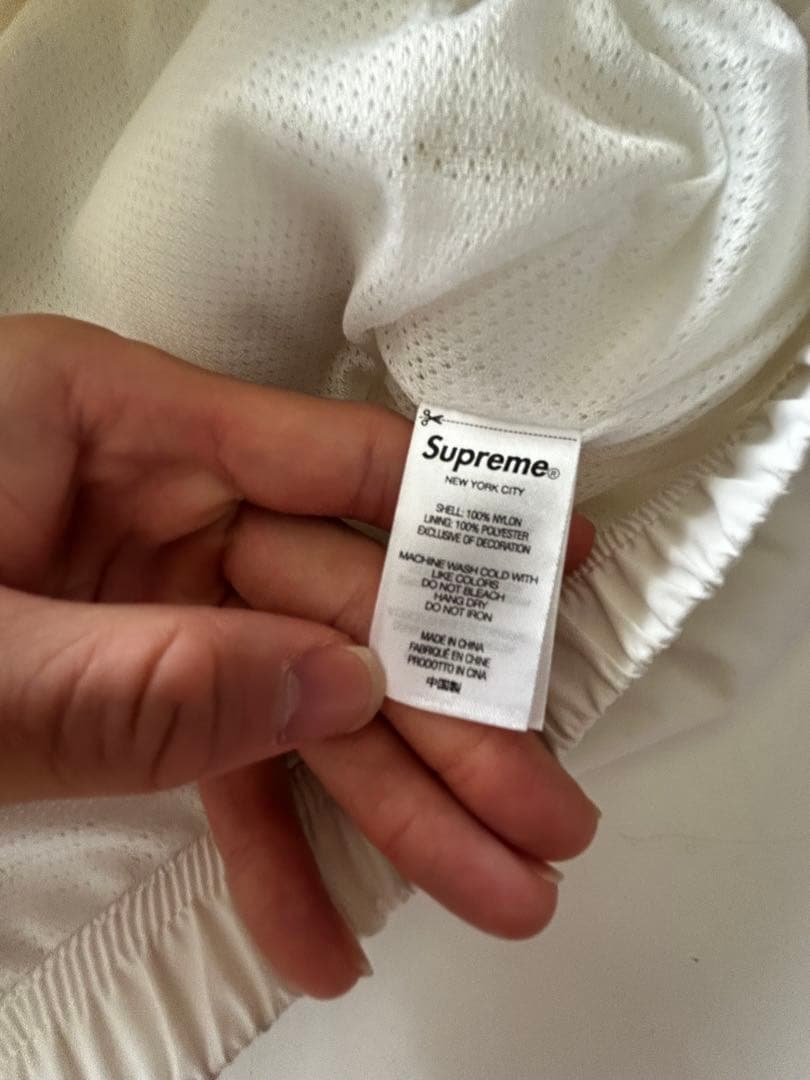 Supreme®
NEW YORK CITY
SHELL: 100% NYLON
LINING: 100% POLYESTER
EXCLUSIVE OF DECORATION
MACHINE WASH COLD WITH
LIKE COLORS
DO NOT BLEACH
HANG DRY
DO NOT IRON
MADE IN CHINA
FABRIQUÉ EN CHINE
PRODOTTO IN CINA
中国製